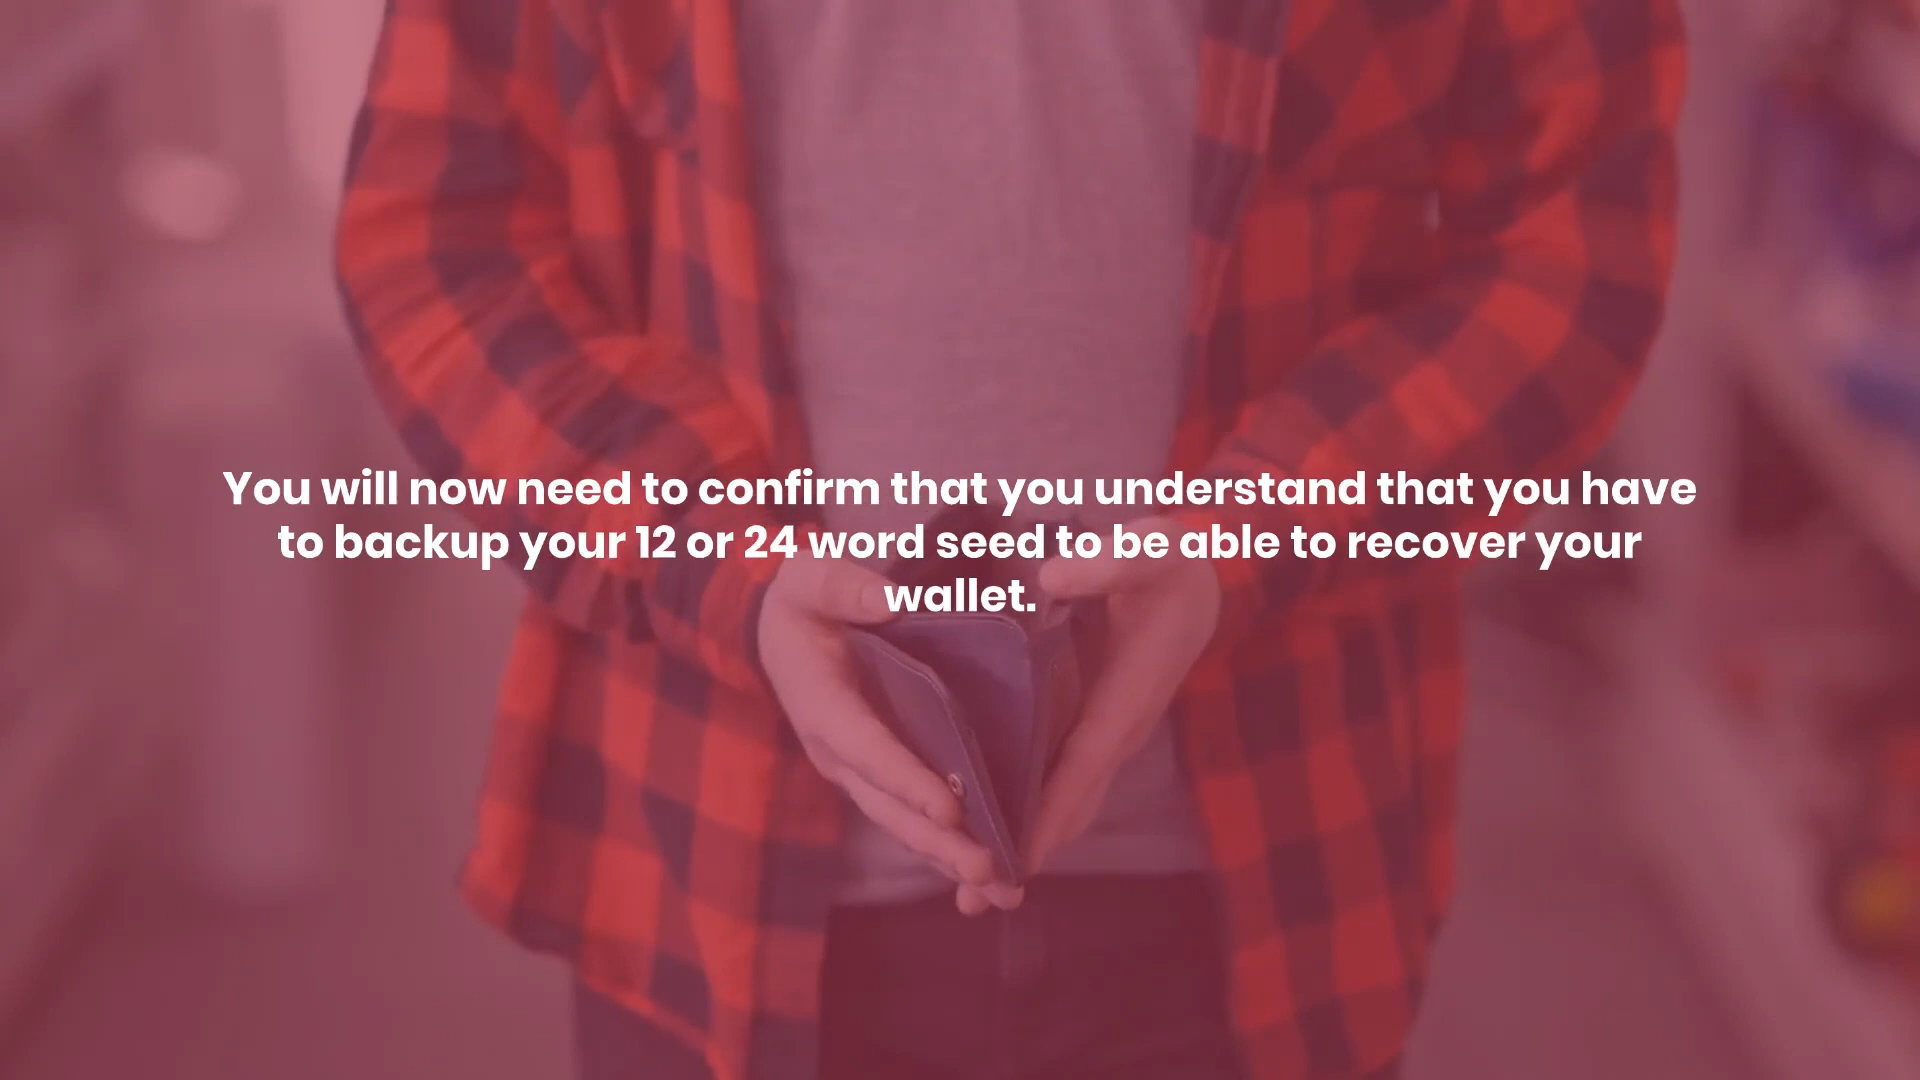 You will now need to confirm that you understand that you have
to backup your 12 or 24 word seed to be able to recover your
wallet.